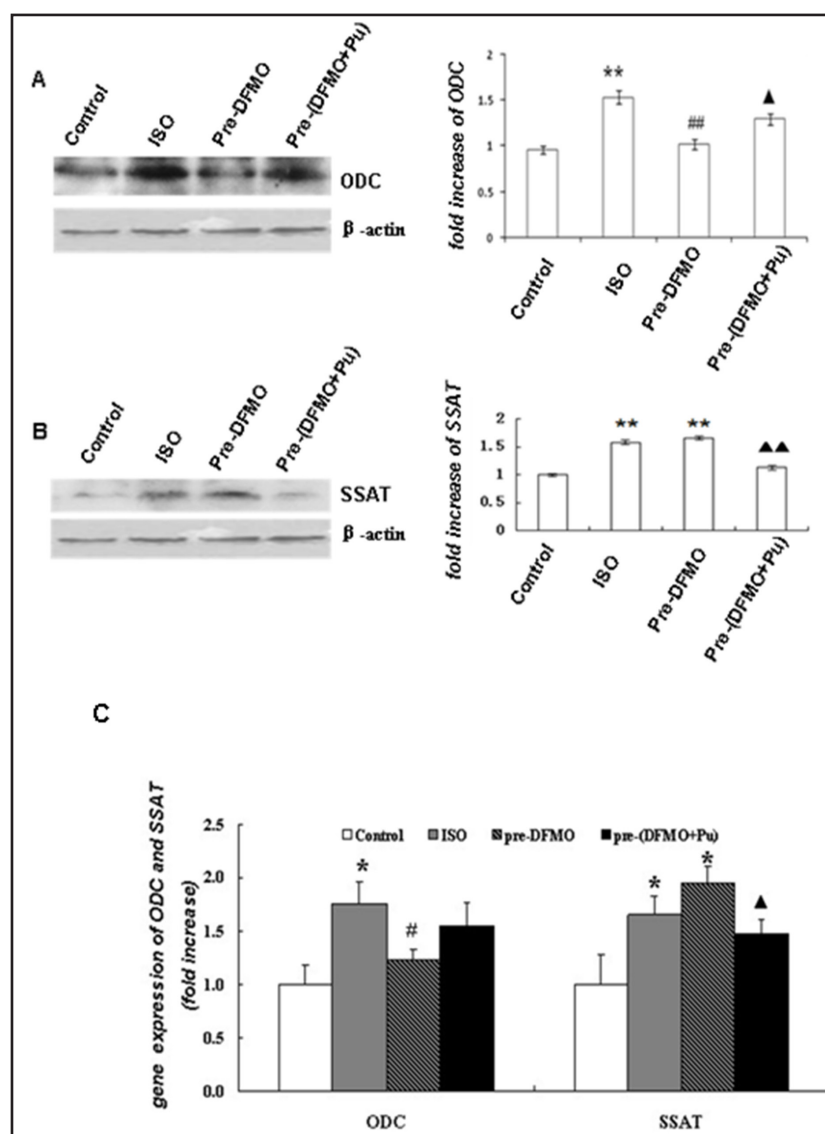 A
Control
ISO
Pre-DFMO
Pre-(DFMO+Pu)
ODC
β-actin
fold increase of ODC
2
1.5
1
0.5
0
**
##
▲
Control
ISO
Pre-DFMO
Pre-(DFMO+Pu)
B
Control
ISO
Pre-DFMO
Pre-(DFMO+Pu)
SSAT
β-actin
fold increase of SSAT
2
1.5
1
0.5
0
**
**
▲▲
Control
ISO
Pre-DFMO
Pre-(DFMO+Pu)
C
gene expression of ODC and SSAT
(fold increase)
2.5
2.0
1.5
1.0
0.5
0.0
Control ISO pre-DFMO pre-(DFMO+Pu)
*
#
*
*
▲
ODC SSAT